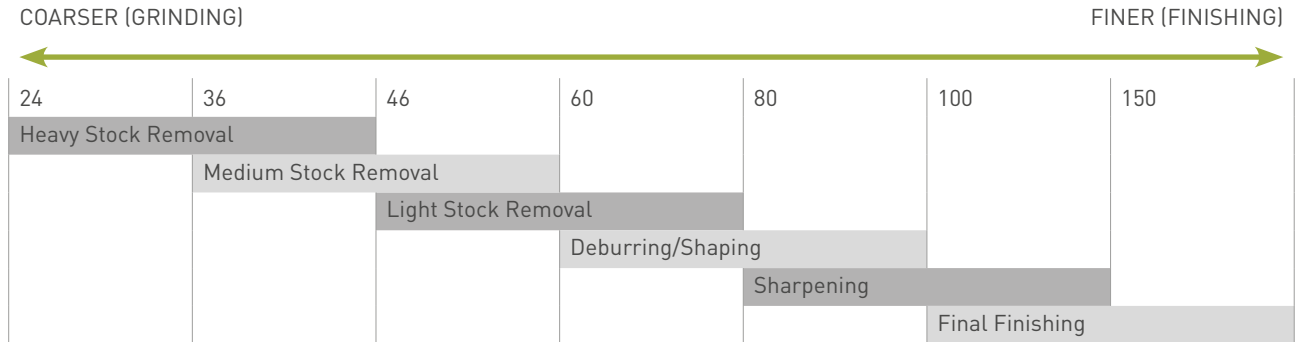 COARSER (GRINDING) FINER (FINISHING)
24 36 46 60 80 100 150
Heavy Stock Removal
Medium Stock Removal
Light Stock Removal
Deburring/Shaping
Sharpening
Final Finishing